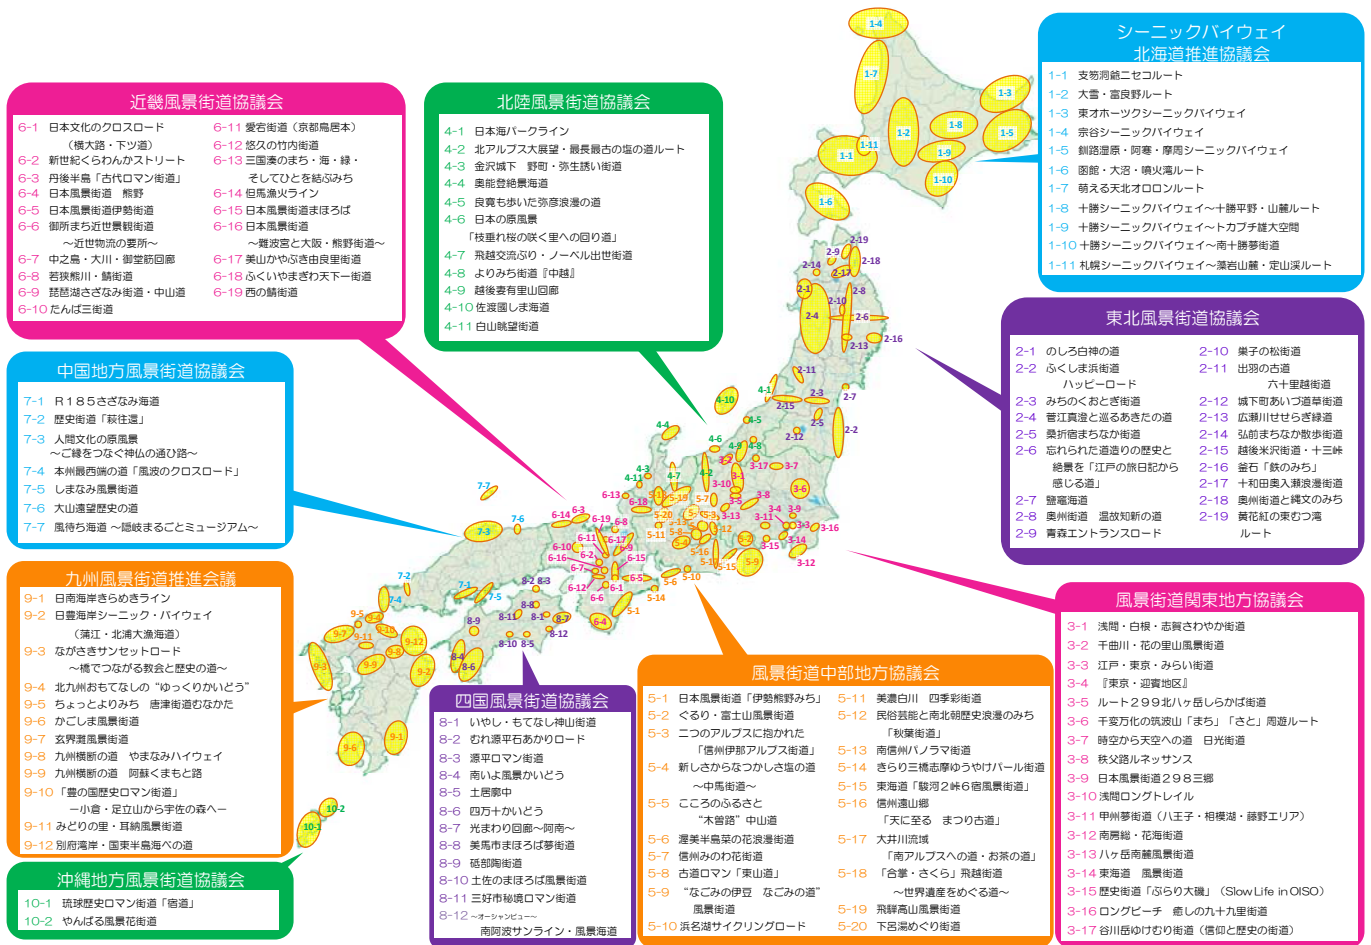 シーニックバイウェイ
北海道推進協議会
1-1 支笏洞爺ニセコルート
1-2 大雪・富良野ルート
1-3 東オホーツクシーニックバイウェイ
1-4 宗谷シーニックバイウェイ
1-5 釧路湿原・阿寒・摩周シーニックバイウェイ
1-6 函館・大沼・噴火湾ルート
1-7 萌える天北オロロンルート
1-8 十勝シーニックバイウェイ～十勝平野・山麓ルート
1-9 十勝シーニックバイウェイ～トカプチ雄大空間
1-10 十勝シーニックバイウェイ～南十勝夢街道
1-11 札幌シーニックバイウェイ～藻岩山麓・定山渓ルート
近畿風景街道協議会
6-1 日本文化のクロスロード
（横大路・下ツ道）
6-2 新世紀くらわんかストリート
6-3 丹後半島「古代ロマン街道」
6-4 日本風景街道 熊野
6-5 日本風景街道伊勢街道
6-6 御所まち近世景観街道
～近世物流の要所～
6-7 中之島・大川・御堂筋回廊
6-8 若狭熊川・鯖街道
6-9 琵琶湖さざなみ街道・中山道
6-10 たんば三街道
6-11 愛宕街道（京都鳥居本）
6-12 悠久の竹内街道
6-13 三国湊のまち・海・緑・
そしてひとを結ぶみち
6-14 但馬漁火ライン
6-15 日本風景街道まほろば
6-16 日本風景街道
～難波宮と大阪・熊野街道～
6-17 美山かやぶき由良里街道
6-18 ふくいやまぎわ天下一街道
6-19 西の鯖街道
北陸風景街道協議会
4-1 日本海パークライン
4-2 北アルプス大展望・最長最古の塩の道ルート
4-3 金沢城下 野町・弥生誘い街道
4-4 奥能登絶景海道
4-5 良寛も歩いた弥彦浪漫の道
4-6 日本の原風景
「枝垂れ桜の咲く里への回り道」
4-7 飛越交流ぶり・ノーベル出世街道
4-8 よりみち街道『中越』
4-9 越後妻有里山回廊
4-10 佐渡國しま海道
4-11 白山眺望街道
東北風景街道協議会
2-1 のしろ白神の道
2-2 ふくしま浜街道
ハッピーロード
2-3 みちのくおとぎ街道
2-4 菅江真澄と巡るあきたの道
2-5 桑折宿まちなか街道
2-6 忘れられた道造りの歴史と
絶景を「江戸の旅日記から
感じる道」
2-7 鹽竈海道
2-8 奥州街道 温故知新の道
2-9 青森エントランスロード
2-10 巣子の松街道
2-11 出羽の古道
六十里越街道
2-12 城下町あいづ道草街道
2-13 広瀬川せせらぎ緑道
2-14 弘前まちなか散歩街道
2-15 越後米沢街道・十三峠
2-16 釜石「鉄のみち」
2-17 十和田奥入瀬浪漫街道
2-18 奥州街道と縄文のみち
2-19 黄花紅の東むつ湾
ルート
中国地方風景街道協議会
7-1 Ｒ１８５さざなみ海道
7-2 歴史街道「萩往還」
7-3 人間文化の原風景
～ご縁をつなぐ神仏の通ひ路～
7-4 本州最西端の道「風波のクロスロード」
7-5 しまなみ風景街道
7-6 大山遠望歴史の道
7-7 風待ち海道 ～隠岐まるごとミュージアム～
九州風景街道推進会議
9-1 日南海岸きらめきライン
9-2 日豊海岸シーニック・バイウェイ
（蒲江・北浦大漁海道）
9-3 ながさきサンセットロード
～橋でつながる教会と歴史の道～
9-4 北九州おもてなしの“ゆっくりかいどう”
9-5 ちょっとよりみち 唐津街道むなかた
9-6 かごしま風景街道
9-7 玄界灘風景街道
9-8 九州横断の道 やまなみハイウェイ
9-9 九州横断の道 阿蘇くまもと路
9-10 「豊の国歴史ロマン街道」
ー小倉・足立山から宇佐の森へー
9-11 みどりの里・耳納風景街道
9-12 別府湾岸・国東半島海べの道
沖縄地方風景街道協議会
10-1 琉球歴史ロマン街道「宿道」
10-2 やんばる風景花街道
四国風景街道協議会
8-1 いやし・もてなし神山街道
8-2 むれ源平石あかりロード
8-3 源平ロマン街道
8-4 南いよ風景かいどう
8-5 土居廓中
8-6 四万十かいどう
8-7 光まわり回廊～阿南～
8-8 美馬市まほろば夢街道
8-9 砥部陶街道
8-10 土佐のまほろば風景街道
8-11 三好市秘境ロマン街道
8-12 ～オーシャンビュー～
南阿波サンライン・風景海道
風景街道中部地方協議会
5-1 日本風景街道「伊勢熊野みち」
5-2 ぐるり・富士山風景街道
5-3 二つのアルプスに抱かれた
「信州伊那アルプス街道」
5-4 新しさからなつかしさ塩の道
～中馬街道～
5-5 こころのふるさと
“木曽路”中山道
5-6 渥美半島菜の花浪漫街道
5-7 信州みのわ花街道
5-8 古道ロマン「東山道」
5-9 “なごみの伊豆 なごみの道”
風景街道
5-10 浜名湖サイクリングロード
5-11 美濃白川 四季彩街道
5-12 民俗芸能と南北朝歴史浪漫のみち
「秋葉街道」
5-13 南信州パノラマ街道
5-14 きらり三橋志摩ゆうやけパール街道
5-15 東海道「駿河２峠６宿風景街道」
5-16 信州遠山郷
「天に至る まつり古道」
5-17 大井川流域
「南アルプスへの道・お茶の道」
5-18 「合掌・さくら」飛越街道
～世界遺産をめぐる道～
5-19 飛騨高山風景街道
5-20 下呂湯めぐり街道
風景街道関東地方協議会
3-1 浅間・白根・志賀さわやか街道
3-2 千曲川・花の里山風景街道
3-3 江戸・東京・みらい街道
3-4 『東京・迎賓地区』
3-5 ルート２９９北八ヶ岳しらかば街道
3-6 千変万化の筑波山「まち」「さと」周遊ルート
3-7 時空から天空への道 日光街道
3-8 秩父路ルネッサンス
3-9 日本風景街道２９８三郷
3-10 浅間ロングトレイル
3-11 甲州夢街道（八王子・相模湖・藤野エリア）
3-12 南房総・花海街道
3-13 八ヶ岳南麓風景街道
3-14 東海道 風景街道
3-15 歴史街道「ぶらり大磯」（Slow Life in OISO）
3-16 ロングビーチ 癒しの九十九里街道
3-17 谷川岳ゆけむり街道（信仰と歴史の街道）